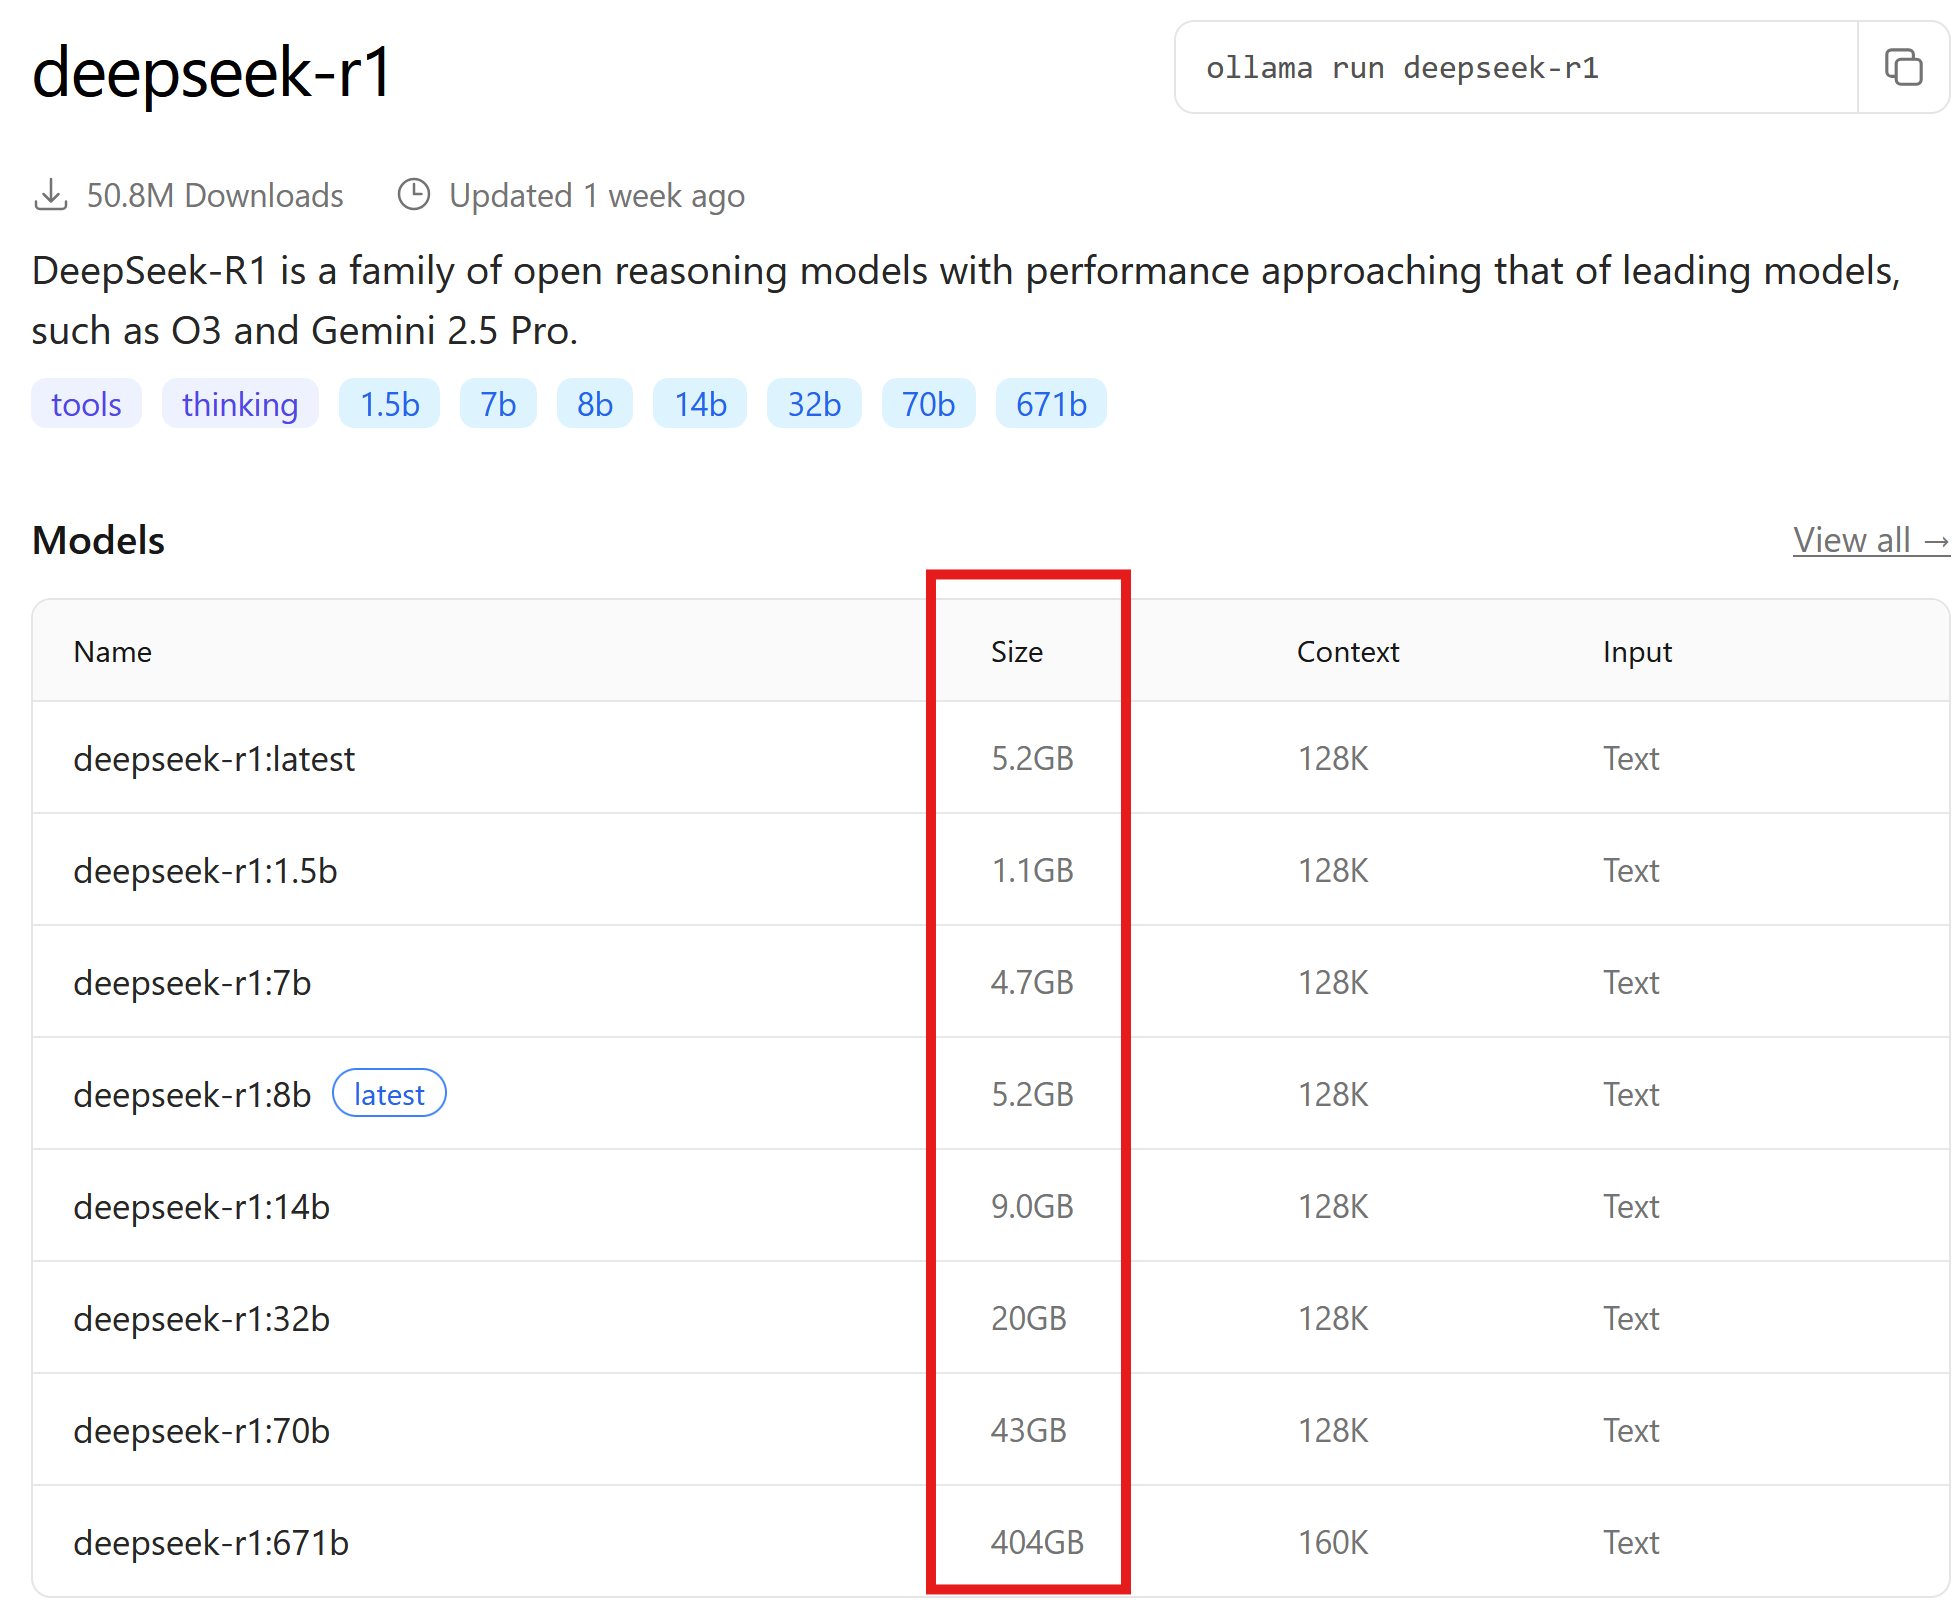 deepseek-r1
ollama run deepseek-r1
50.8M Downloads Updated 1 week ago
DeepSeek-R1 is a family of open reasoning models with performance approaching that of leading models,
such as O3 and Gemini 2.5 Pro.
tools thinking 1.5b 7b 8b 14b 32b 70b 671b
Models View all →
Name Size Context Input
deepseek-r1:latest 5.2GB 128K Text
deepseek-r1:1.5b 1.1GB 128K Text
deepseek-r1:7b 4.7GB 128K Text
deepseek-r1:8b latest 5.2GB 128K Text
deepseek-r1:14b 9.0GB 128K Text
deepseek-r1:32b 20GB 128K Text
deepseek-r1:70b 43GB 128K Text
deepseek-r1:671b 404GB 160K Text